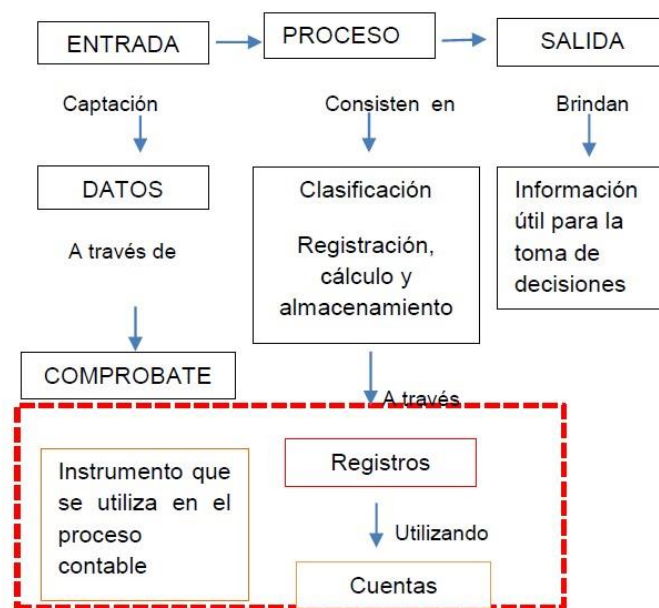 ENTRADA
PROCESO
SALIDA
Captación
Consisten en
Brindan
DATOS
Clasificación
Registración,
cálculo y
almacenamiento
Información
útil para la
toma de
decisiones
A través de
COMPROBATE
A través
Instrumento que
se utiliza en el
proceso
contable
Registros
Utilizando
Cuentas